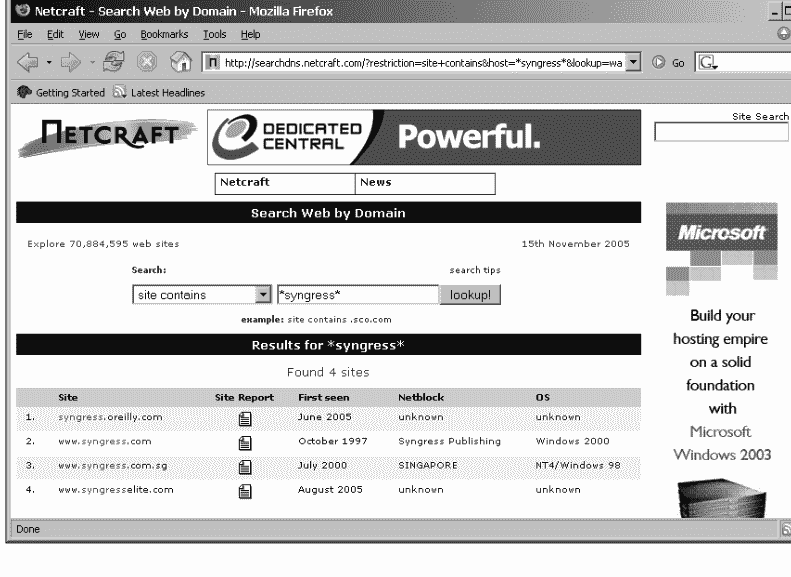 Netcraft - Search Web by Domain - Mozilla Firefox
File Edit View Go Bookmarks Tools Help
http://searchdns.netcraft.com/?restriction=site+contains&host=*syngress*&lookup=wa Go G
Getting Started Latest Headlines
NETCRAFT
DEDICATED CENTRAL Powerful.
Site Search
Netcraft News
Search Web by Domain
Explore 70,884,595 web sites 15th November 2005
Search: search tips
site contains *syngress* lookup!
example: site contains .sco.com
Results for *syngress*
Found 4 sites
Site Site Report First seen Netblock OS
1. syngress.oreilly.com June 2005 unknown unknown
2. www.syngress.com October 1997 Syngress Publishing Windows 2000
3. www.syngress.com.sg July 2000 SINGAPORE NT4/Windows 98
4. www.syngresselite.com August 2005 unknown unknown
Microsoft
Build your
hosting empire
on a solid
foundation
with
Microsoft
Windows 2003
Done